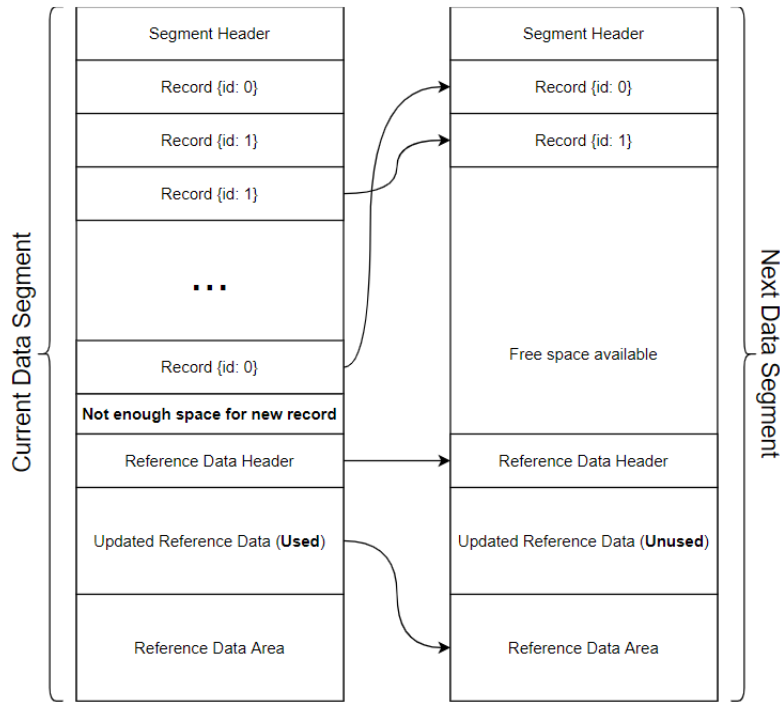 Current Data Segment
Segment Header
Record {id: 0}
Record {id: 1}
Record {id: 1}
...
Record {id: 0}
Not enough space for new record
Reference Data Header
Updated Reference Data (Used)
Reference Data Area
Segment Header
Record {id: 0}
Record {id: 1}
Free space available
Reference Data Header
Updated Reference Data (Unused)
Reference Data Area
Next Data Segment